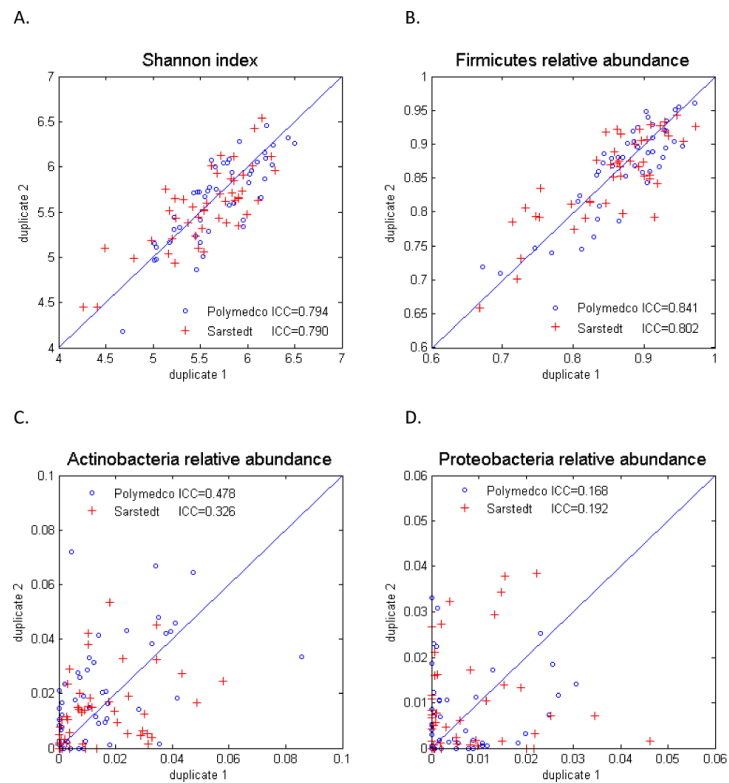 A.
Shannon index
7
6.5
6
5.5
5
4.5
4
duplicate 2
Polymedco ICC=0.794
Sarstedt ICC=0.790
4 4.5 5 5.5 6 6.5 7
duplicate 1
B.
Firmicutes relative abundance
1
0.95
0.9
0.85
0.8
0.75
0.7
0.65
0.6
duplicate 2
Polymedco ICC=0.841
Sarstedt ICC=0.802
0.6 0.7 0.8 0.9 1
duplicate 1
C.
Actinobacteria relative abundance
0.1
0.08
0.06
0.04
0.02
0
duplicate 2
Polymedco ICC=0.478
Sarstedt ICC=0.326
0 0.02 0.04 0.06 0.08 0.1
duplicate 1
D.
Proteobacteria relative abundance
0.06
0.05
0.04
0.03
0.02
0.01
0
duplicate 2
Polymedco ICC=0.168
Sarstedt ICC=0.192
0 0.01 0.02 0.03 0.04 0.05 0.06
duplicate 1